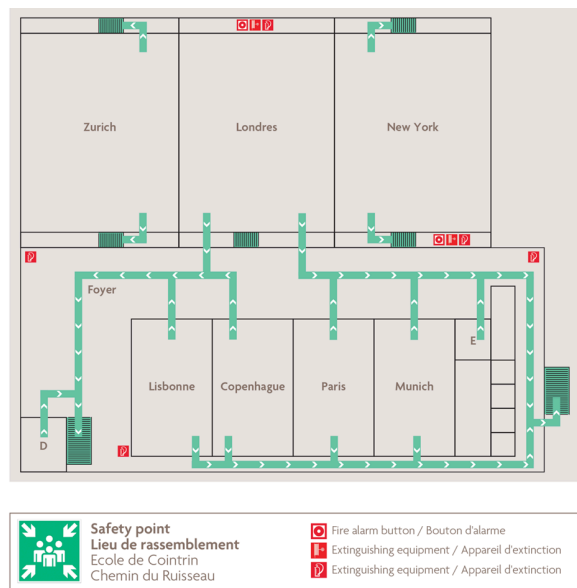 Zurich
Londres
New York
Foyer
E
Lisbonne
Copenhague
Paris
Munich
D
Safety point
Lieu de rassemblement
Ecole de Cointrin
Chemin du Ruisseau
Fire alarm button / Bouton d'alarme
Extinguishing equipment / Appareil d'extinction
Extinguishing equipment / Appareil d'extinction